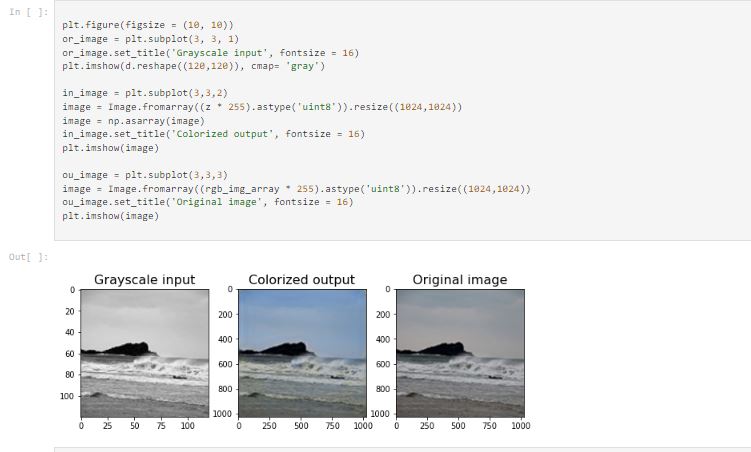 In [ ]:
plt.figure(figsize = (10, 10))
or_image = plt.subplot(3, 3, 1)
or_image.set_title('Grayscale input', fontsize = 16)
plt.imshow(d.reshape((120,120)), cmap= 'gray')
in_image = plt.subplot(3,3,2)
image = Image.fromarray((z * 255).astype('uint8')).resize((1024,1024))
image = np.asarray(image)
in_image.set_title('Colorized output', fontsize = 16)
plt.imshow(image)
ou_image = plt.subplot(3,3,3)
image = Image.fromarray((rgb_img_array * 255).astype('uint8')).resize((1024,1024))
ou_image.set_title('Original image', fontsize = 16)
plt.imshow(image)
Out[ ]:
Grayscale input
0
20
40
60
80
100
0 25 50 75 100
Colorized output
0
200
400
600
800
1000
0 250 500 750 1000
Original image
0
200
400
600
800
1000
0 250 500 750 1000